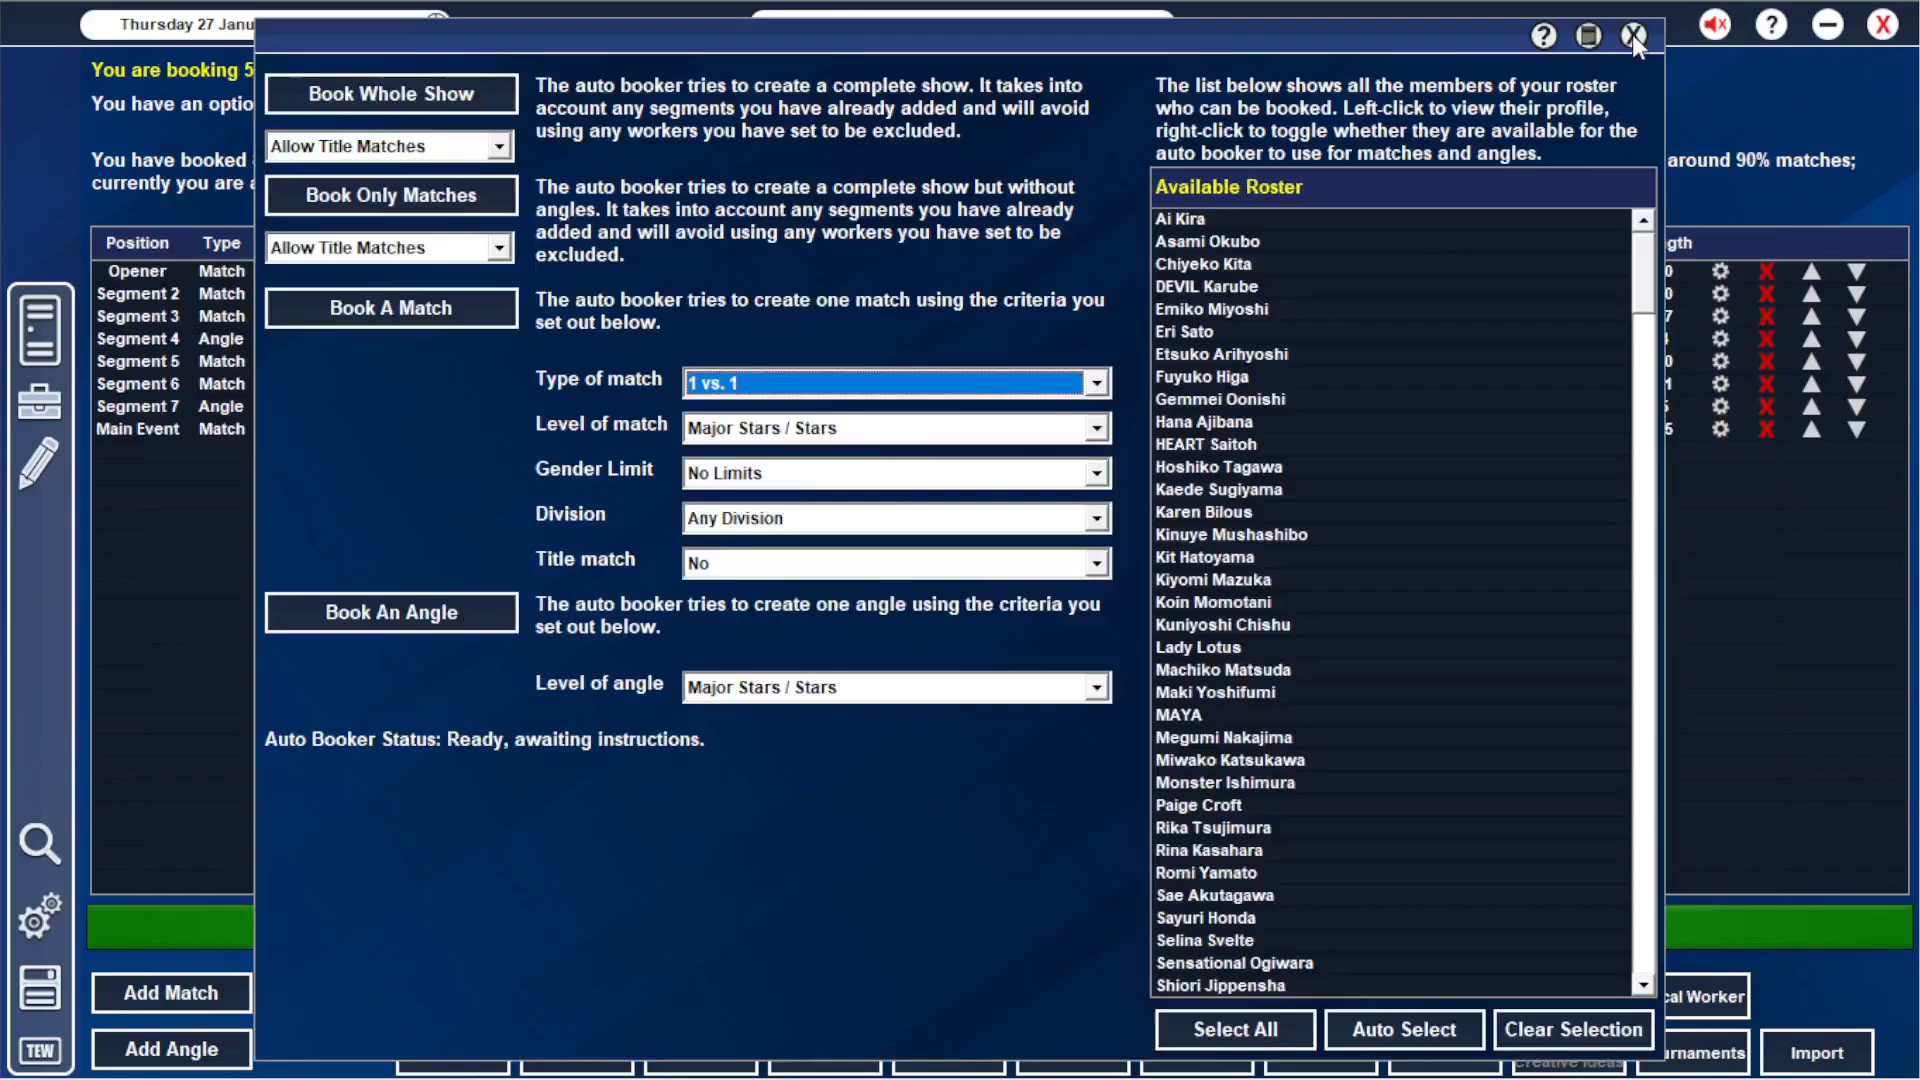 Thursday 27 Janu
You are booking 5
You have an optio
You have booked
currently you are a
around 90% matches;
Position Type
gth
Opener Match
Segment 2 Match
Segment 3 Match
Segment 4 Angle
Segment 5 Match
Segment 6 Match
Segment 7 Angle
Main Event Match
Book Whole Show
The auto booker tries to create a complete show. It takes into
account any segments you have already added and will avoid
using any workers you have set to be excluded.
Allow Title Matches
Book Only Matches
The auto booker tries to create a complete show but without
angles. It takes into account any segments you have already
added and will avoid using any workers you have set to be
excluded.
Allow Title Matches
Book A Match
The auto booker tries to create one match using the criteria you
set out below.
Type of match 1 vs. 1
Level of match Major Stars / Stars
Gender Limit No Limits
Division Any Division
Title match No
Book An Angle
The auto booker tries to create one angle using the criteria you
set out below.
Level of angle Major Stars / Stars
Auto Booker Status: Ready, awaiting instructions.
The list below shows all the members of your roster
who can be booked. Left-click to view their profile,
right-click to toggle whether they are available for the
auto booker to use for matches and angles.
Available Roster
Ai Kira
Asami Okubo
Chiyeko Kita
DEVIL Karube
Emiko Miyoshi
Eri Sato
Etsuko Arihyoshi
Fuyuko Higa
Gemmei Oonishi
Hana Ajibana
HEART Saitoh
Hoshiko Tagawa
Kaede Sugiyama
Karen Bilous
Kinuye Mushashibo
Kit Hatoyama
Kiyomi Mazuka
Koin Momotani
Kuniyoshi Chishu
Lady Lotus
Machiko Matsuda
Maki Yoshifumi
MAYA
Megumi Nakajima
Miwako Katsukawa
Monster Ishimura
Paige Croft
Rika Tsujimura
Rina Kasahara
Romi Yamato
Sae Akutagawa
Sayuri Honda
Selina Svelte
Sensational Ogiwara
Shiori Jippensha
Select All Auto Select Clear Selection
Add Match
Add Angle
cal Worker
Creative Ideas
urnaments
Import
TEW